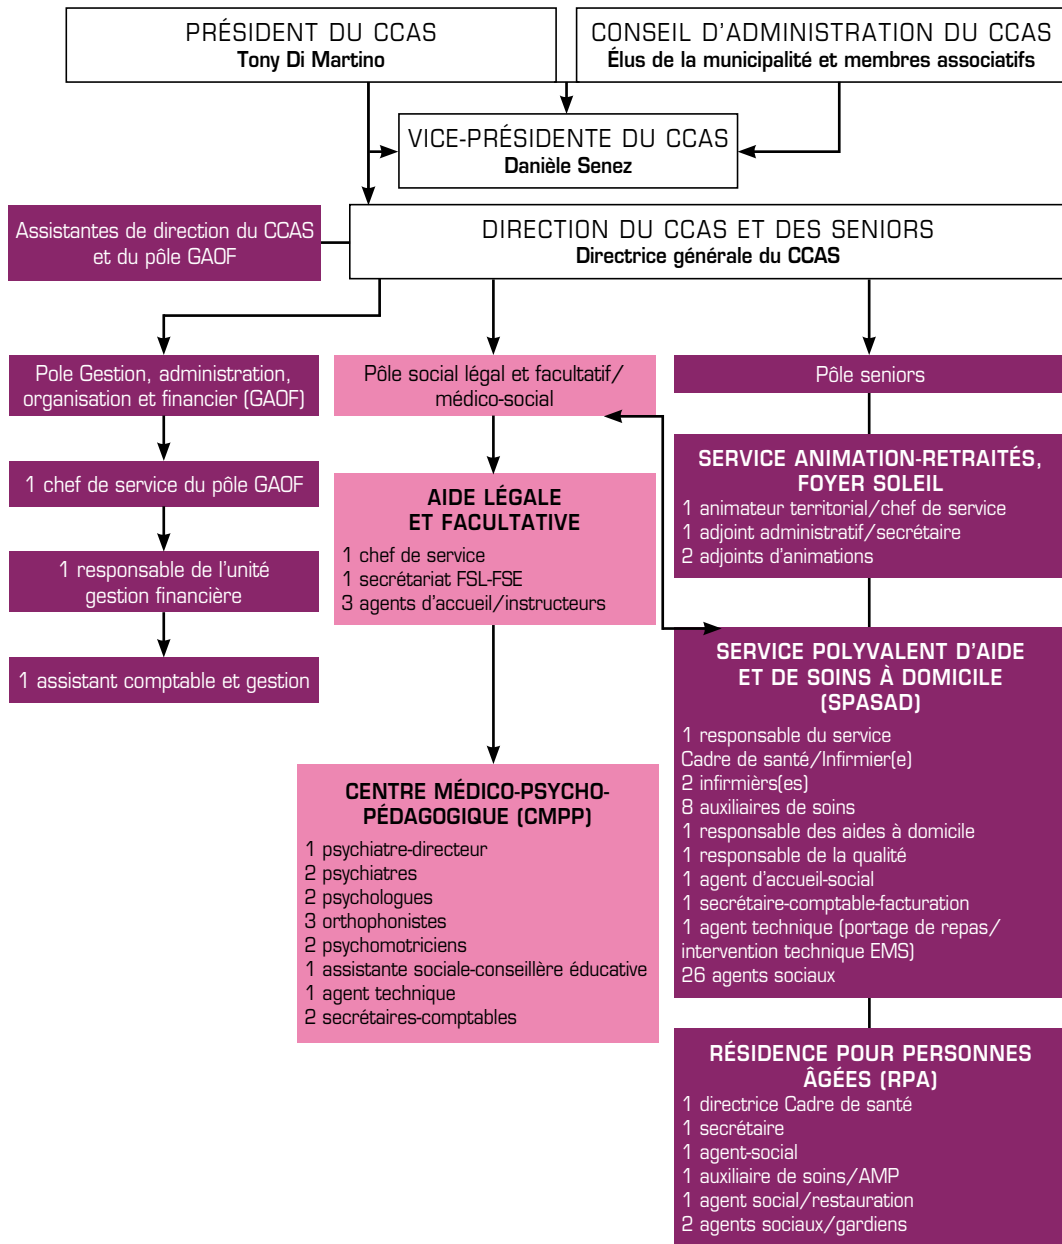 PRÉSIDENT DU CCAS
Tony Di Martino
CONSEIL D'ADMINISTRATION DU CCAS
Élus de la municipalité et membres associatifs
VICE-PRÉSIDENTE DU CCAS
Danièle Senez
Assistantes de direction du CCAS
et du pôle GAOF
DIRECTION DU CCAS ET DES SENIORS
Directrice générale du CCAS
Pole Gestion, administration,
organisation et financier (GAOF)
1 chef de service du pôle GAOF
1 responsable de l'unité
gestion financière
1 assistant comptable et gestion
Pôle social légal et facultatif/
médico-social
AIDE LÉGALE
ET FACULTATIVE
1 chef de service
1 secrétariat FSL-FSE
3 agents d'accueil/instructeurs
CENTRE MÉDICO-PSYCHO-
PÉDAGOGIQUE (CMPP)
1 psychiatre-directeur
2 psychiatres
2 psychologues
3 orthophonistes
2 psychomotriciens
1 assistante sociale-conseillère éducative
1 agent technique
2 secrétaires-comptables
Pôle seniors
SERVICE ANIMATION-RETRAITÉS,
FOYER SOLEIL
1 animateur territorial/chef de service
1 adjoint administratif/secrétaire
2 adjoints d'animations
SERVICE POLYVALENT D'AIDE
ET DE SOINS À DOMICILE
(SPASAD)
1 responsable du service
Cadre de santé/Infirmier(e)
2 infirmièrs(es)
8 auxiliaires de soins
1 responsable des aides à domicile
1 responsable de la qualité
1 agent d'accueil-social
1 secrétaire-comptable-facturation
1 agent technique (portage de repas/
intervention technique EMS)
26 agents sociaux
RÉSIDENCE POUR PERSONNES
ÂGÉES (RPA)
1 directrice Cadre de santé
1 secrétaire
1 agent-social
1 auxiliaire de soins/AMP
1 agent social/restauration
2 agents sociaux/gardiens